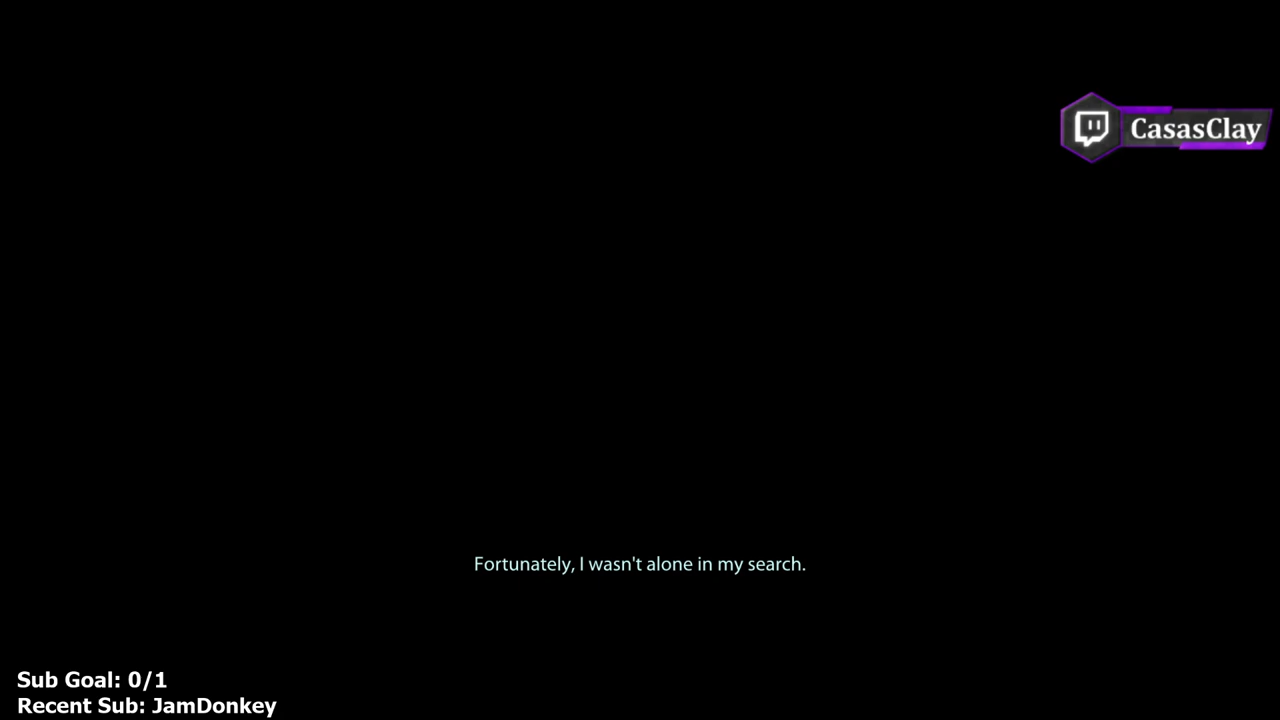 CasasClay
Fortunately, I wasn't alone in my search.
Sub Goal: 0/1
Recent Sub: JamDonkey